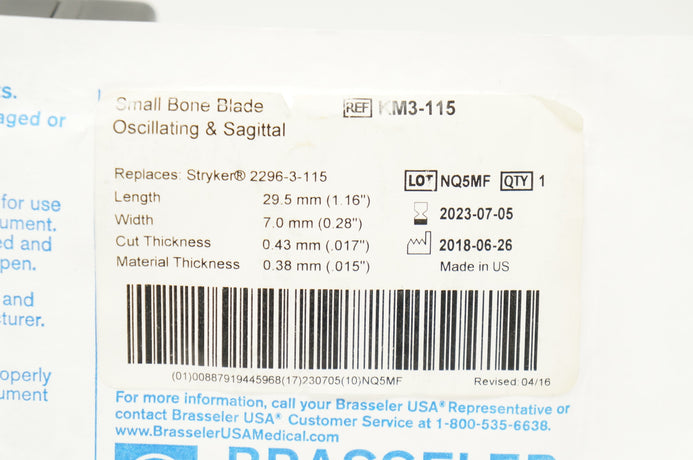 s.
aged or
for use
ument.
ed and
pen.
and
cturer.
operly
ument
Small Bone Blade
Oscillating & Sagittal
REF KM3-115
Replaces: Stryker® 2296-3-115
Length 29.5 mm (1.16")
Width 7.0 mm (0.28")
Cut Thickness 0.43 mm (.017")
Material Thickness 0.38 mm (.015")
LOT NQ5MF QTY 1
2023-07-05
2018-06-26
Made in US
(01)00887919445968(17)230705(10)NQ5MF
Revised: 04/16
For more information, call your Brasseler USA® Representative or
contact Brasseler USA® Customer Service at 1-800-535-6638.
www.BrasselerUSAMedical.com
BRASSELER